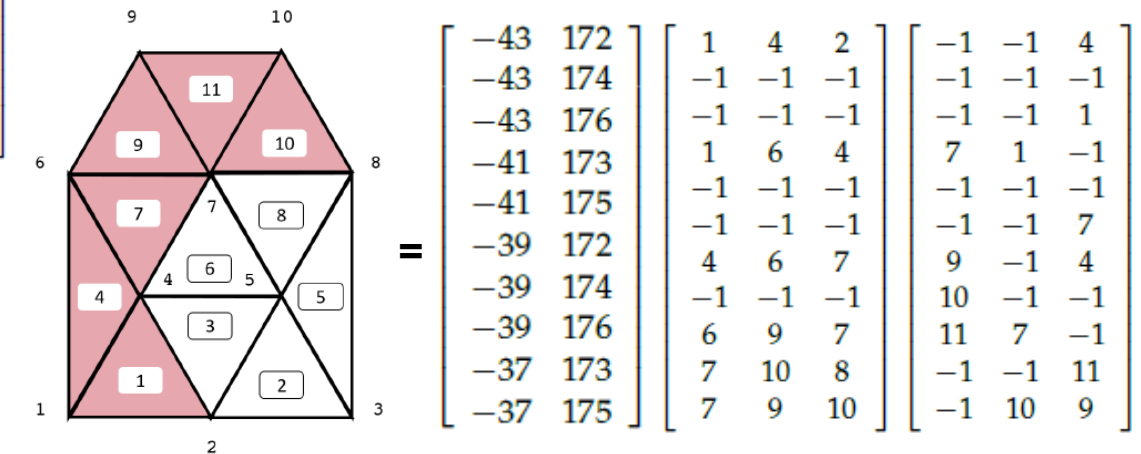 9 10
11
9 10
6 8
7 7 8
4 6 5
4 5
3
1 2
1 3
2
=
−43 172
−43 174
−43 176
−41 173
−41 175
−39 172
−39 174
−39 176
−37 173
−37 175
1 4 2
−1 −1 −1
−1 −1 −1
1 6 4
−1 −1 −1
−1 −1 −1
4 6 7
−1 −1 −1
6 9 7
7 10 8
7 9 10
−1 −1 4
−1 −1 −1
−1 −1 1
7 1 −1
−1 −1 −1
−1 −1 7
9 −1 4
10 −1 −1
11 7 −1
−1 −1 11
−1 10 9